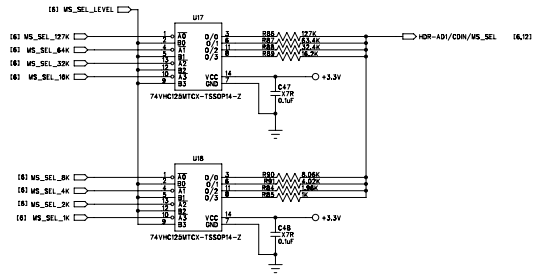 [6] MS_SEL_LEVEL
U17
[6] MS_SEL_127K 1 A0 O/0 3 R86 127K HDR-AD1/CDIN/MS_SEL [6,12]
2 B0 O/1 6 R87 63.4K
[6] MS_SEL_64K 4 A1 O/2 11 R88 32.4K
5 B1 O/3 8 R89 16.2K
[6] MS_SEL_32K 13 A2
12 B2
[6] MS_SEL_16K 10 A3 VCC 14 +3.3V
9 B3 GND 7
C47
X7R
0.1uF
74VHC125MTCX-TSSOP14-Z
U18
[6] MS_SEL_8K 1 A0 O/0 3 R90 8.06K
2 B0 O/1 6 R91 4.02K
[6] MS_SEL_4K 4 A1 O/2 11 R84 1.96K
5 B1 O/3 8 R85 1K
[6] MS_SEL_2K 13 A2
12 B2
[6] MS_SEL_1K 10 A3 VCC 14 +3.3V
9 B3 GND 7
C48
X7R
0.1uF
74VHC125MTCX-TSSOP14-Z